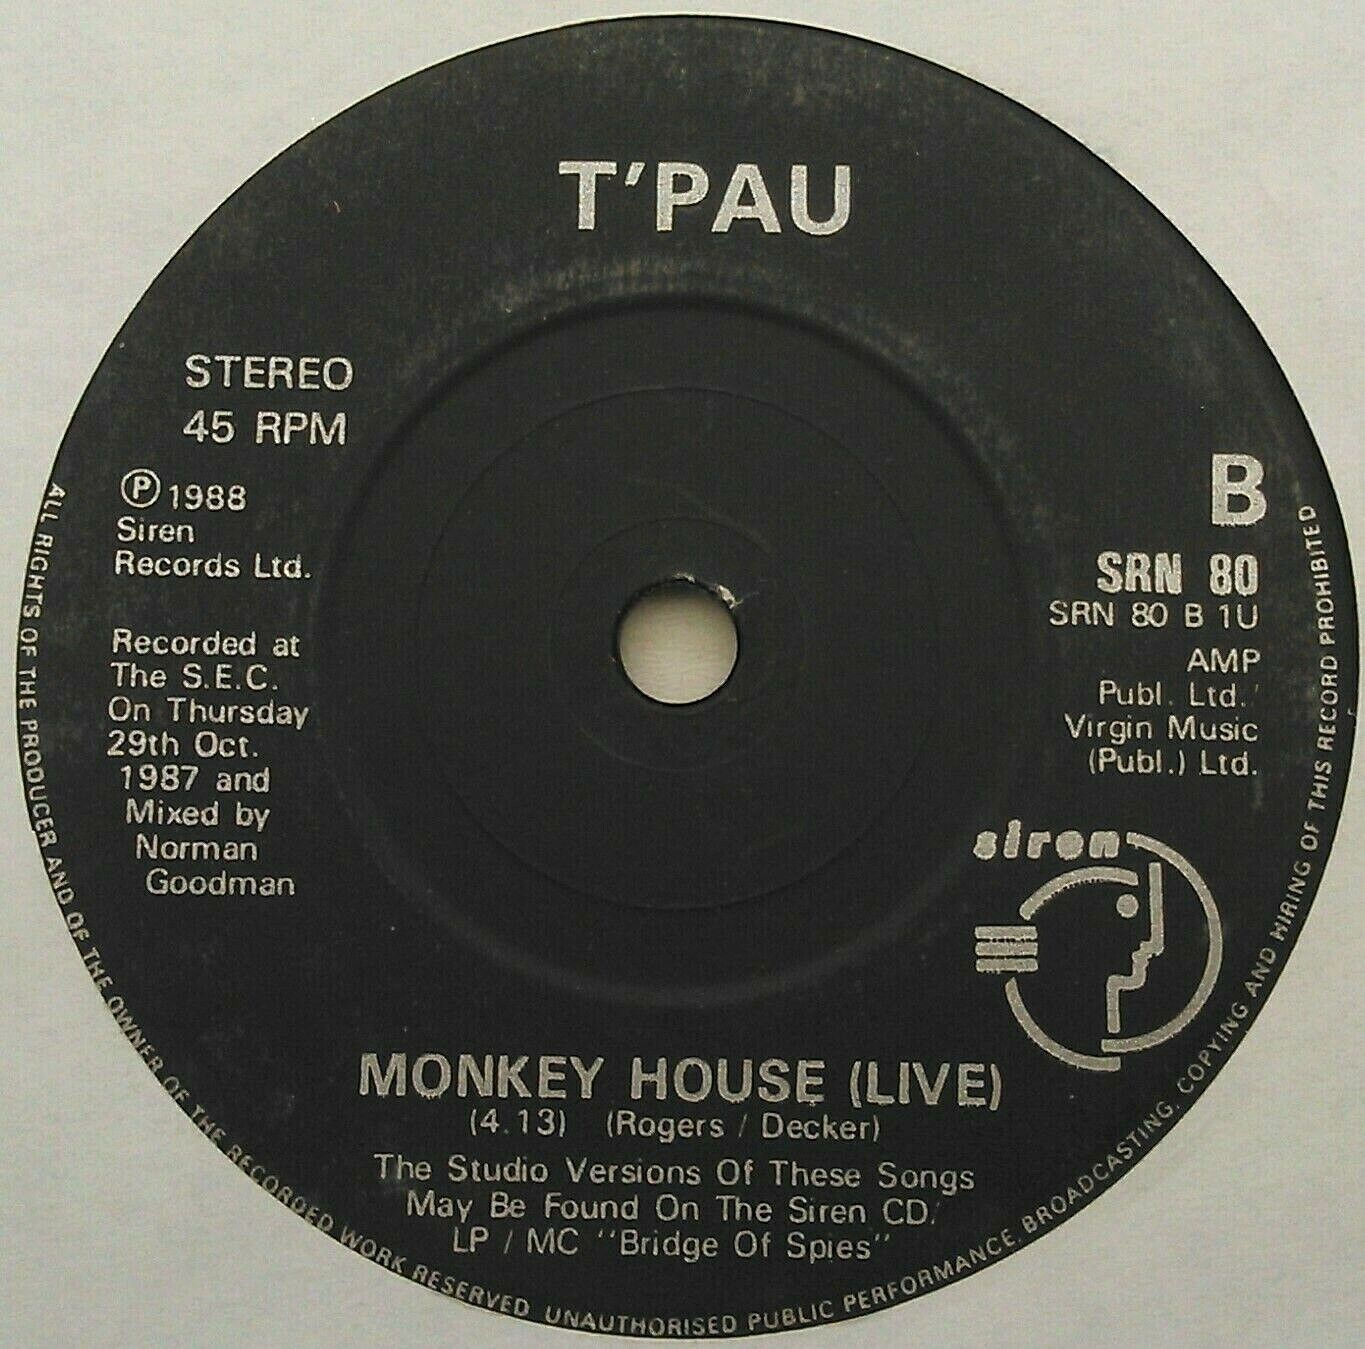 T'PAU
STEREO
45 RPM
Ⓟ 1988
Siren
Records Ltd.
Recorded at
The S.E.C.
On Thursday
29th Oct.
1987 and
Mixed by
Norman
Goodman
B
SRN 80
SRN 80 B 1U
AMP
Publ. Ltd.
Virgin Music
(Publ.) Ltd.
siren
MONKEY HOUSE (LIVE)
(4.13) (Rogers / Decker)
The Studio Versions Of These Songs
May Be Found On The Siren CD/
LP / MC "Bridge Of Spies"
ALL RIGHTS OF THE PRODUCER AND OF THE OWNER OF THE RECORDED WORK RESERVED. UNAUTHORISED PUBLIC PERFORMANCE, BROADCASTING, COPYING AND HIRING OF THIS RECORD PROHIBITED